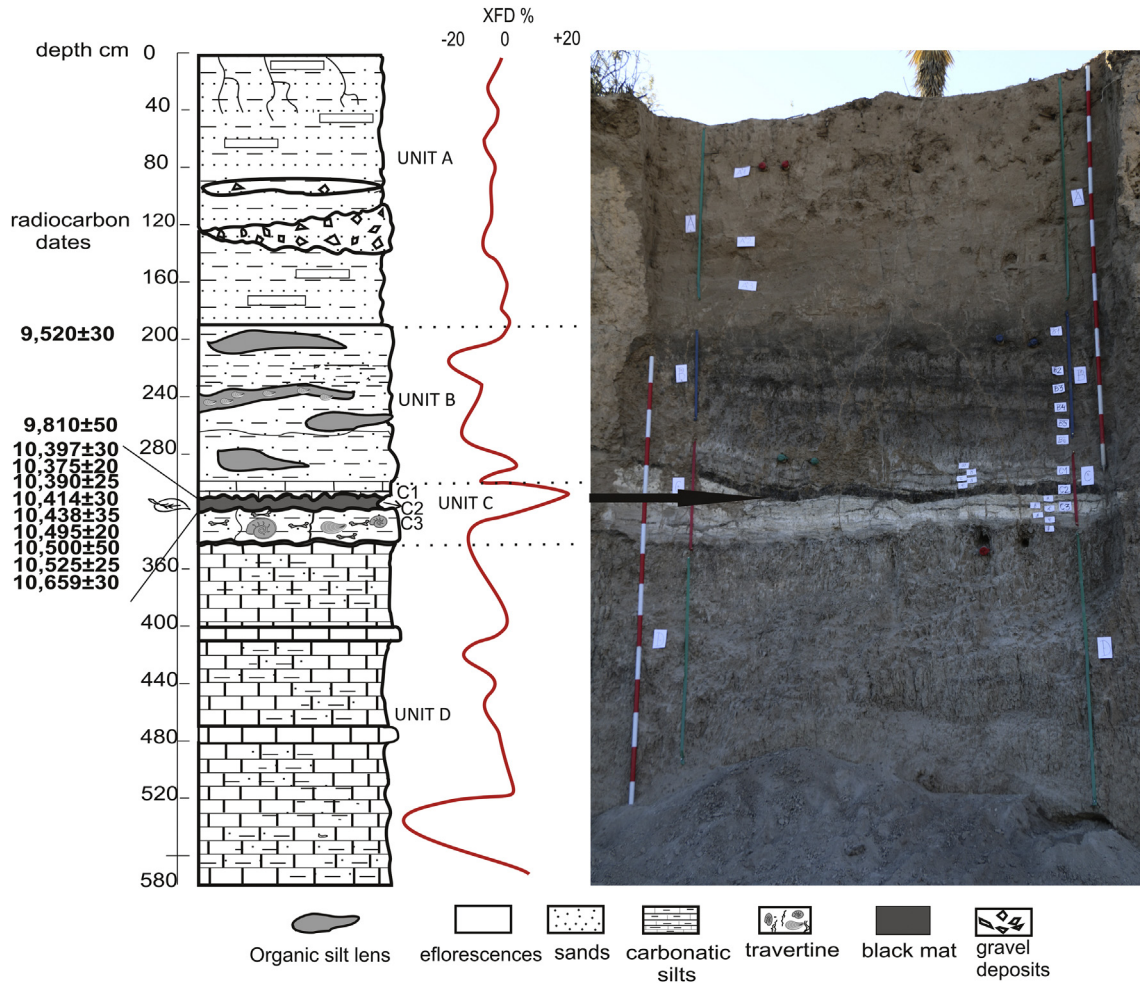 XFD %
-20 0 +20
depth cm 0
40
80
UNIT A
radiocarbon
dates
120
160
9,520±30
200
240
UNIT B
9,810±50
10,397±30
280
10,375±20
10,390±25
10,414±30
C1
UNIT C
C2
10,438±35
C3
10,495±20
10,500±50
10,525±25
360
10,659±30
400
440
UNIT D
480
520
580
A
A
B
B
C
D
Organic silt lens
eflorescences
sands
carbonatic
silts
travertine
black mat
gravel
deposits